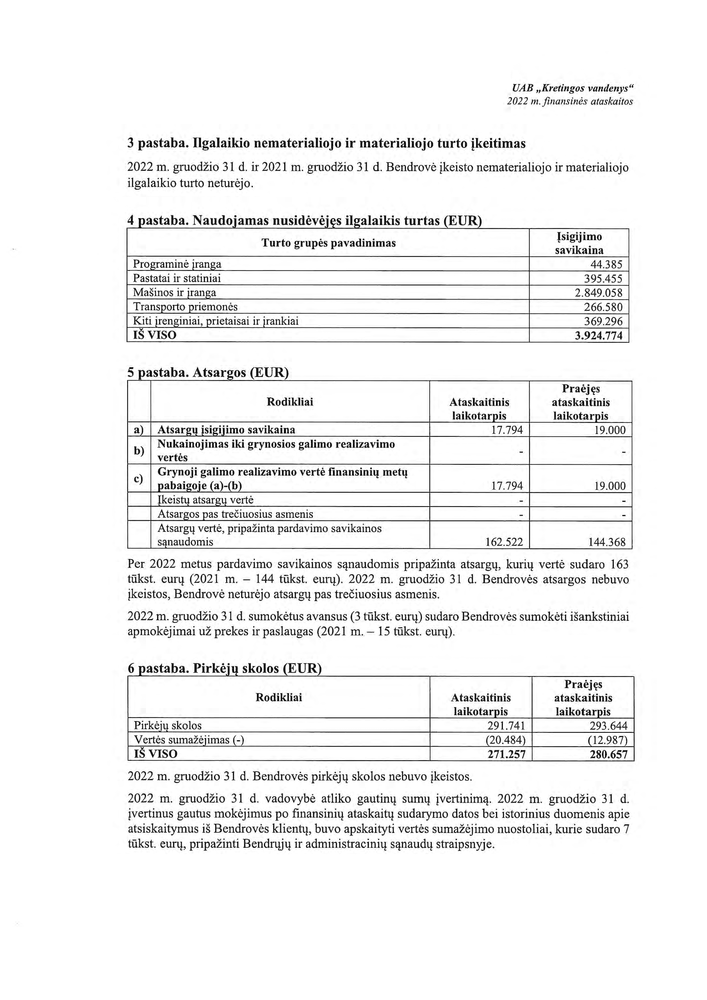 UAB „Kretingos vandenys“
2022 m. finansinės ataskaitos
3 pastaba. Ilgalaikio nematerialiojo ir materialiojo turto įkeitimas
2022 m. gruodžio 31 d. ir 2021 m. gruodžio 31 d. Bendrovė įkeisto nematerialiojo ir materialiojo
ilgalaikio turto neturėjo.
4 pastaba. Naudojamas nusidėvėjęs ilgalaikis turtas (EUR)
Turto grupės pavadinimas Įsigijimo
savikaina
Programinė įranga 44.385
Pastatai ir statiniai 395.455
Mašinos ir įranga 2.849.058
Transporto priemonės 266.580
Kiti įrenginiai, prietaisai ir įrankiai 369.296
IŠ VISO 3.924.774
5 pastaba. Atsargos (EUR)
Praėjęs
Rodikliai Ataskaitinis ataskaitinis
laikotarpis laikotarpis
a) Atsargų įsigijimo savikaina 17.794 19.000
b) Nukainojimas iki grynosios galimo realizavimo
vertės - -
c) Grynoji galimo realizavimo vertė finansinių metų
pabaigoje (a)-(b) 17.794 19.000
Įkeistų atsargų vertė - -
Atsargos pas trečiuosius asmenis - -
Atsargų vertė, pripažinta pardavimo savikainos
sąnaudomis 162.522 144.368
Per 2022 metus pardavimo savikainos sąnaudomis pripažinta atsargų, kurių vertė sudaro 163
tūkst. eurų (2021 m. – 144 tūkst. eurų). 2022 m. gruodžio 31 d. Bendrovės atsargos nebuvo
įkeistos, Bendrovė neturėjo atsargų pas trečiuosius asmenis.
2022 m. gruodžio 31 d. sumokėtus avansus (3 tūkst. eurų) sudaro Bendrovės sumokėti išankstiniai
apmokėjimai už prekes ir paslaugas (2021 m. – 15 tūkst. eurų).
6 pastaba. Pirkėjų skolos (EUR)
Praėjęs
Rodikliai Ataskaitinis ataskaitinis
laikotarpis laikotarpis
Pirkėjų skolos 291.741 293.644
Vertės sumažėjimas (-) (20.484) (12.987)
IŠ VISO 271.257 280.657
2022 m. gruodžio 31 d. Bendrovės pirkėjų skolos nebuvo įkeistos.
2022 m. gruodžio 31 d. vadovybė atliko gautinų sumų įvertinimą. 2022 m. gruodžio 31 d.
įvertinus gautus mokėjimus po finansinių ataskaitų sudarymo datos bei istorinius duomenis apie
atsiskaitymus iš Bendrovės klientų, buvo apskaityti vertės sumažėjimo nuostoliai, kurie sudaro 7
tūkst. eurų, pripažinti Bendrųjų ir administracinių sąnaudų straipsnyje.